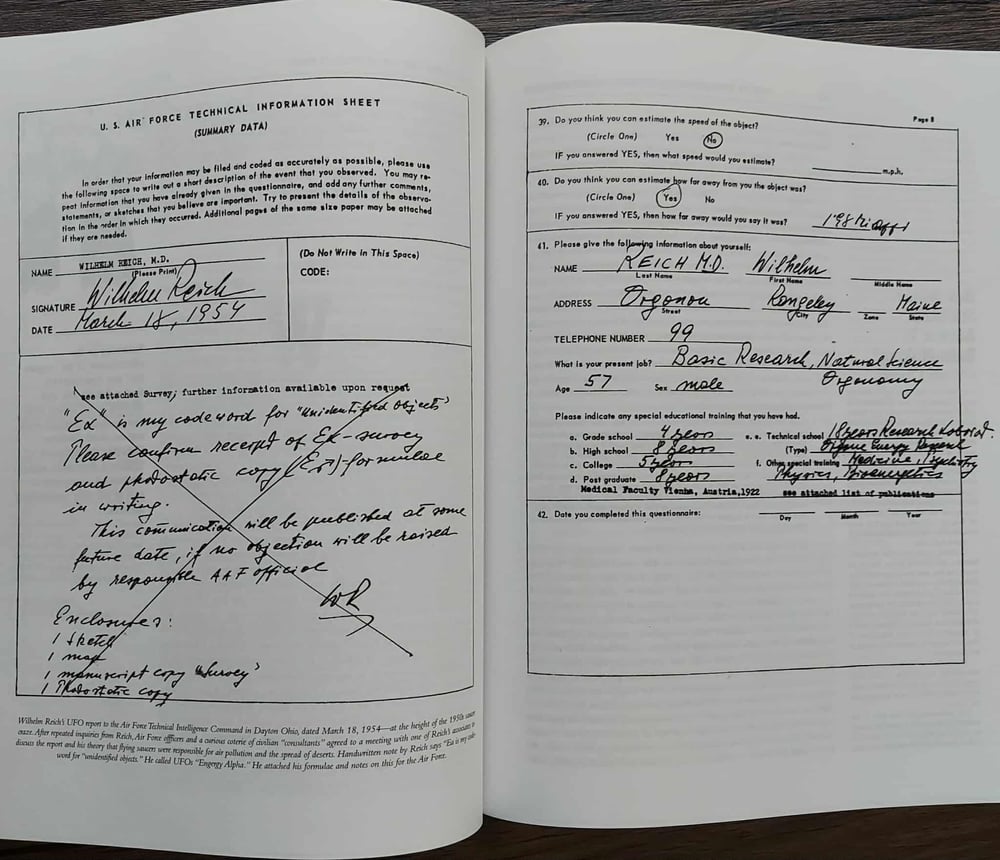 U. S. AIR FORCE TECHNICAL INFORMATION SHEET
(SUMMARY DATA)
In order that your information may be filed and coded as accurately as possible, please use
the following space to write out a short description of the event that you observed. You may re-
peat information that you have already given in the questionnaire, and add any further comments,
statements, or sketches that you believe are important. Try to present the details of the observa-
tion in the order in which they occurred. Additional pages of the same size paper may be attached
if they are needed.
NAME WILHELM REICH, M.D.
(Please Print)
SIGNATURE Wilhelm Reich
DATE March 18, 1954
(Do Not Write In This Space)
CODE:
see attached Survey; further information available upon request
"Ea" is my codeword for "unidentified objects"
Please confirm receipt of Ea-survey
and photostatic copy (Ea)-formulae
in writing.
This communication will be published at some
future date, if no objection will be raised
by responsible AAF official
WR
Enclosures:
1 sketch
1 map
1 manuscript copy "Survey"
1 Photostatic copy
Wilhelm Reich's UFO report to the Air Force Technical Intelligence Command in Dayton Ohio, dated March 18, 1954—at the height of the 1950s saucer
craze. After repeated inquiries from Reich, Air Force officers and a curious coterie of civilian "consultants" agreed to a meeting with one of Reich's assistants to
discuss the report and his theory that flying saucers were responsible for air pollution and the spread of deserts. Handwritten note by Reich says "Ea is my code
word for "unidentified objects." He called UFOs "Engergy Alpha." He attached his formulae and notes on this for the Air Force.
Page 8
39. Do you think you can estimate the speed of the object?
(Circle One) Yes No
IF you answered YES, then what speed would you estimate? m.p.h.
40. Do you think you can estimate how far away from you the object was?
(Circle One) Yes No
IF you answered YES, then how far away would you say it was?
41. Please give the following information about yourself:
NAME REICH M.D. Wilhelm
Last Name First Name Middle Name
ADDRESS Orgonon Rangeley Maine
Street City Zone State
TELEPHONE NUMBER 99
What is your present job? Basic Research, Natural Science
Orgonomy
Age 57 Sex male
Please indicate any special educational training that you have had.
a. Grade school 4 years
b. High school 8 years
c. College 5 years
d. Post graduate 8 years
Medical Faculty Vienna, Austria, 1922
e. e. Technical school 18 years Research
(Type) Orgone Energy Research
f. Other special training Medicine,
Physics, Bioenergetics
see attached list of publications
42. Date you completed this questionnaire:
Day Month Year